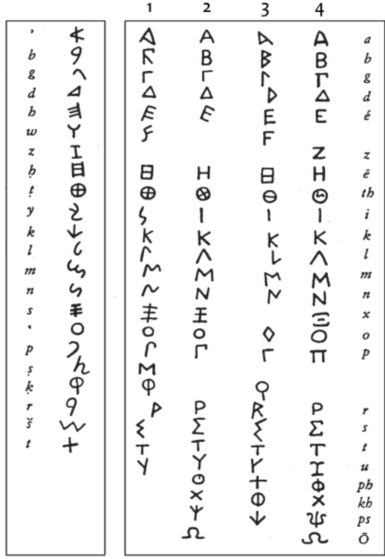 1 2 3 4
ʾ 𐤀 Α Α Α Α a
b 𐤁 Β Β Β Β b
g 𐤂 Γ Γ Γ Γ g
d 𐤃 Δ Δ D Δ d
h 𐤄 Ε Ε Ε Ε é
w 𐤅 Ϝ F
z 𐤆 Ζ z
ḥ 𐤇 𐌇 Η 𐌇 Η ē
ṭ 𐤈 ⊕ ⊗ ⊖ ⊙ th
y 𐤉 Ϟ Ι Ι Ι i
k 𐤊 Κ Κ Κ Κ k
l 𐤋 Λ Λ L Λ l
m 𐤌 Μ Μ Μ Μ m
n 𐤍 Ν Ν Ν Ν n
s 𐤎 Ξ Ξ Ξ x
ʿ 𐤏 Ο Ο ◊ Ο o
p 𐤐 Γ Γ Γ Π p
ṣ 𐤑 Ϻ
ḳ 𐤒 Ϙ Ϙ
r 𐤓 Ρ Ρ R Ρ r
š 𐤔 Σ Σ Σ Σ s
t 𐤕 Τ Τ Τ Τ t
Υ Υ Υ Ι u
Φ + Φ ph
Χ Φ Χ kh
Ψ ↓ Ψ ps
Ω Ω Ō